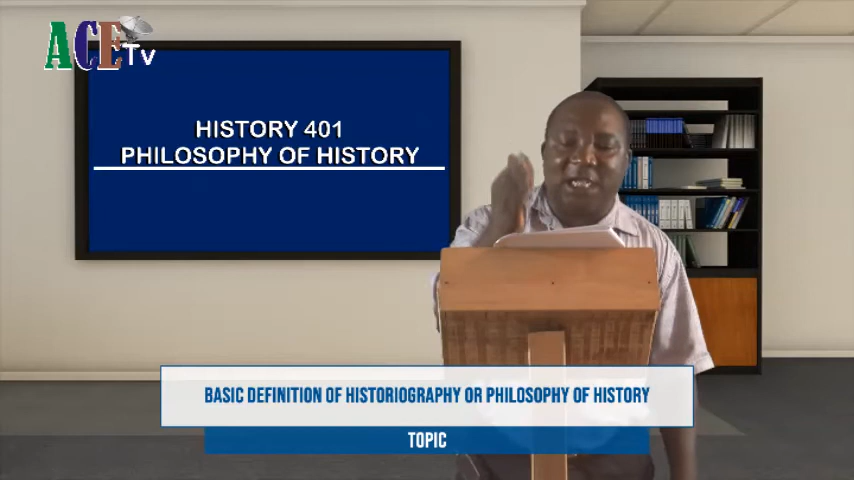 ACE TV
HISTORY 401
PHILOSOPHY OF HISTORY
BASIC DEFINITION OF HISTORIOGRAPHY OR PHILOSOPHY OF HISTORY
TOPIC